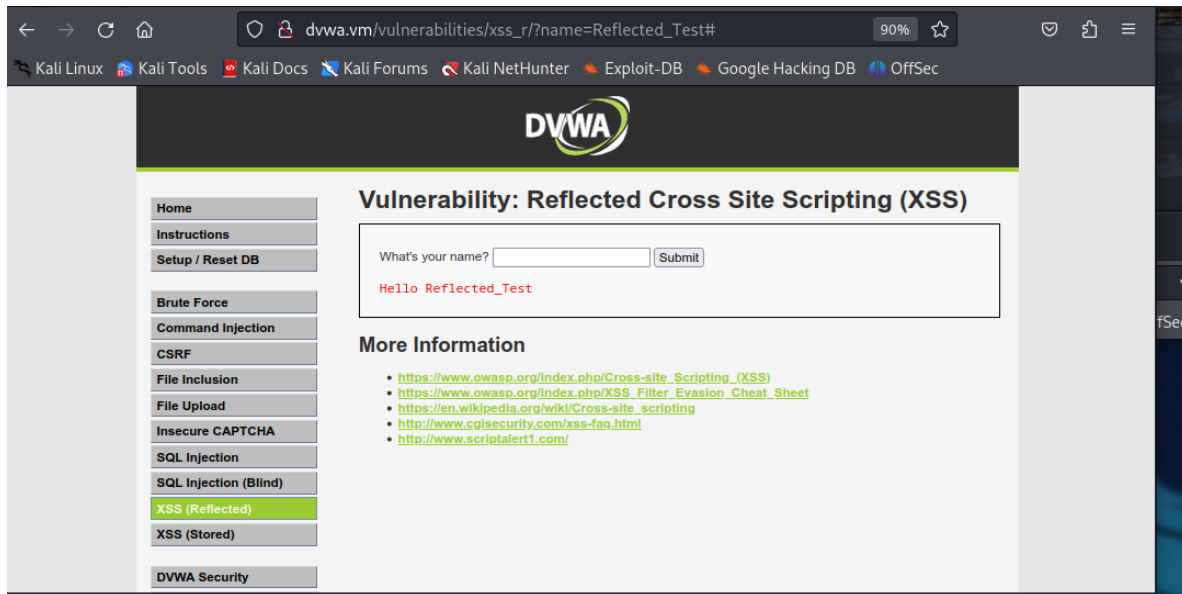 dvwa.vm/vulnerabilities/xss_r/?name=Reflected_Test# 90%
Kali Linux Kali Tools Kali Docs Kali Forums Kali NetHunter Exploit-DB Google Hacking DB OffSec
DVWA
Home
Instructions
Setup / Reset DB
Brute Force
Command Injection
CSRF
File Inclusion
File Upload
Insecure CAPTCHA
SQL Injection
SQL Injection (Blind)
XSS (Reflected)
XSS (Stored)
DVWA Security
Vulnerability: Reflected Cross Site Scripting (XSS)
What's your name? Submit
Hello Reflected_Test
More Information
https://www.owasp.org/index.php/Cross-site_Scripting_(XSS)
https://www.owasp.org/index.php/XSS_Filter_Evasion_Cheat_Sheet
https://en.wikipedia.org/wiki/Cross-site_scripting
http://www.cgisecurity.com/xss-faq.html
http://www.scriptalert1.com/